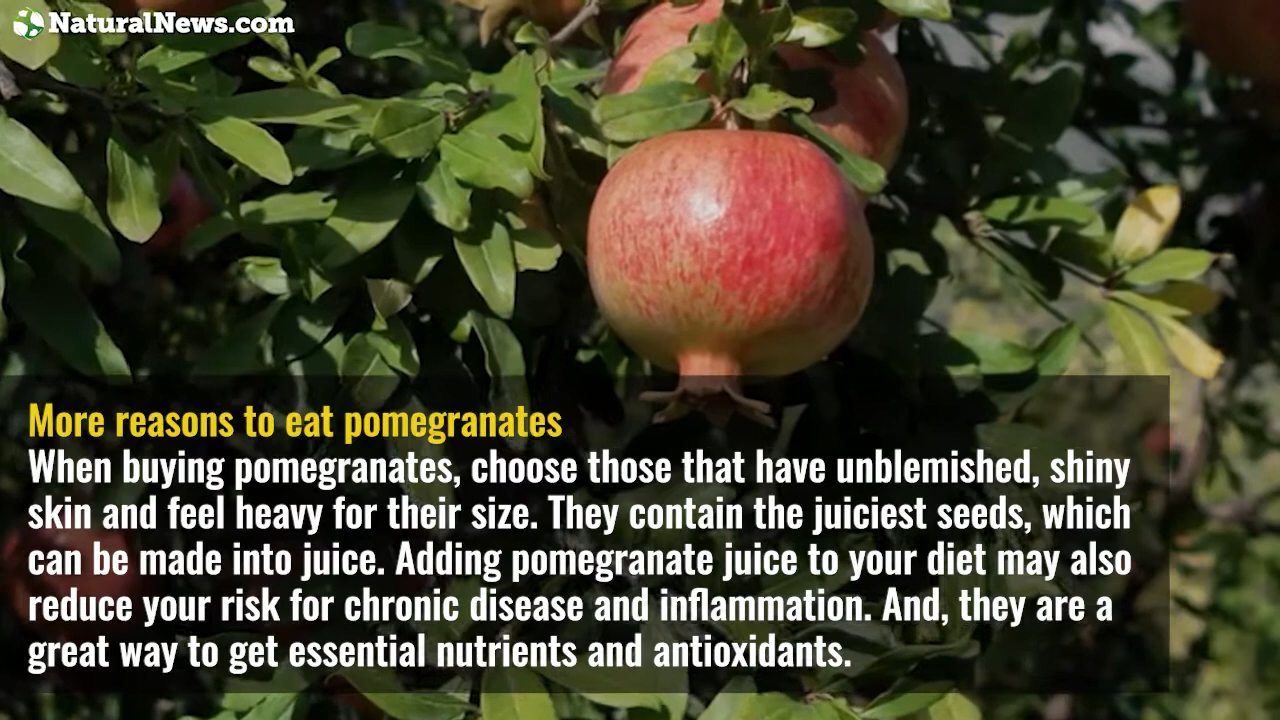 NaturalNews.com
More reasons to eat pomegranates
When buying pomegranates, choose those that have unblemished, shiny
skin and feel heavy for their size. They contain the juiciest seeds, which
can be made into juice. Adding pomegranate juice to your diet may also
reduce your risk for chronic disease and inflammation. And, they are a
great way to get essential nutrients and antioxidants.